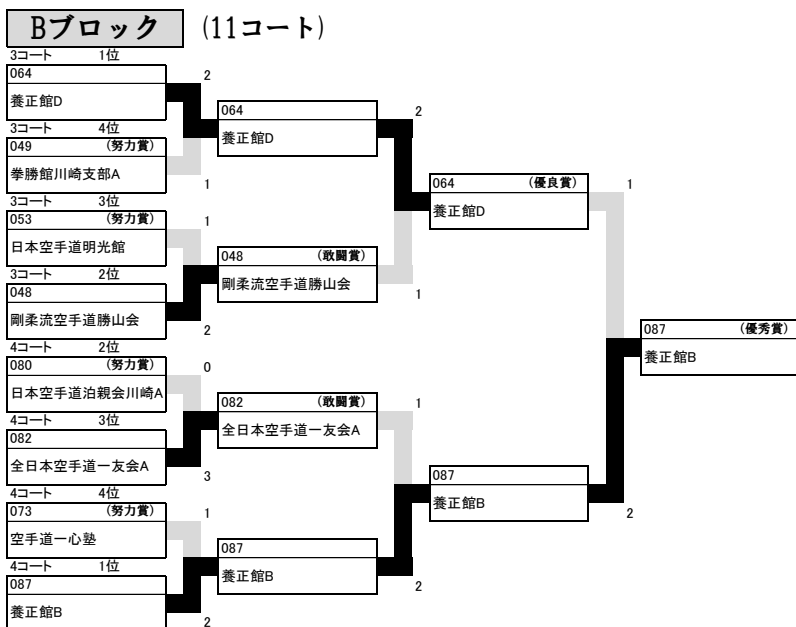 Bブロック (11コート)
3コート 1位
064
養正館D
2
3コート 4位
049 (努力賞)
拳勝館川崎支部A
1
3コート 3位
053 (努力賞)
日本空手道明光館
1
3コート 2位
048
剛柔流空手道勝山会
2
4コート 2位
080 (努力賞)
日本空手道泊親会川崎A
0
4コート 3位
082
全日本空手道一友会A
3
4コート 4位
073 (努力賞)
空手道一心塾
1
4コート 1位
087
養正館B
2
064
養正館D
2
048 (敢闘賞)
剛柔流空手道勝山会
1
082 (敢闘賞)
全日本空手道一友会A
1
087
養正館B
2
064 (優良賞)
養正館D
1
087
養正館B
2
087 (優秀賞)
養正館B